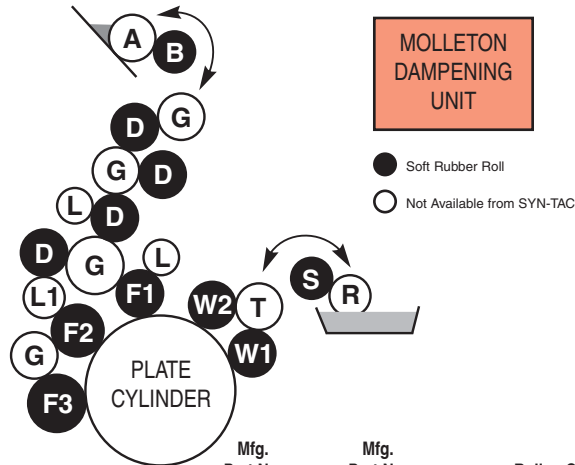 A
B
MOLLETON
DAMPENING
UNIT
D
G
G
D
Soft Rubber Roll
L
D
Not Available from SYN-TAC
D
G
L
L1
F1
W2
T
S
R
F2
W1
G
PLATE
CYLINDER
F3
Mfg.
Mfg.